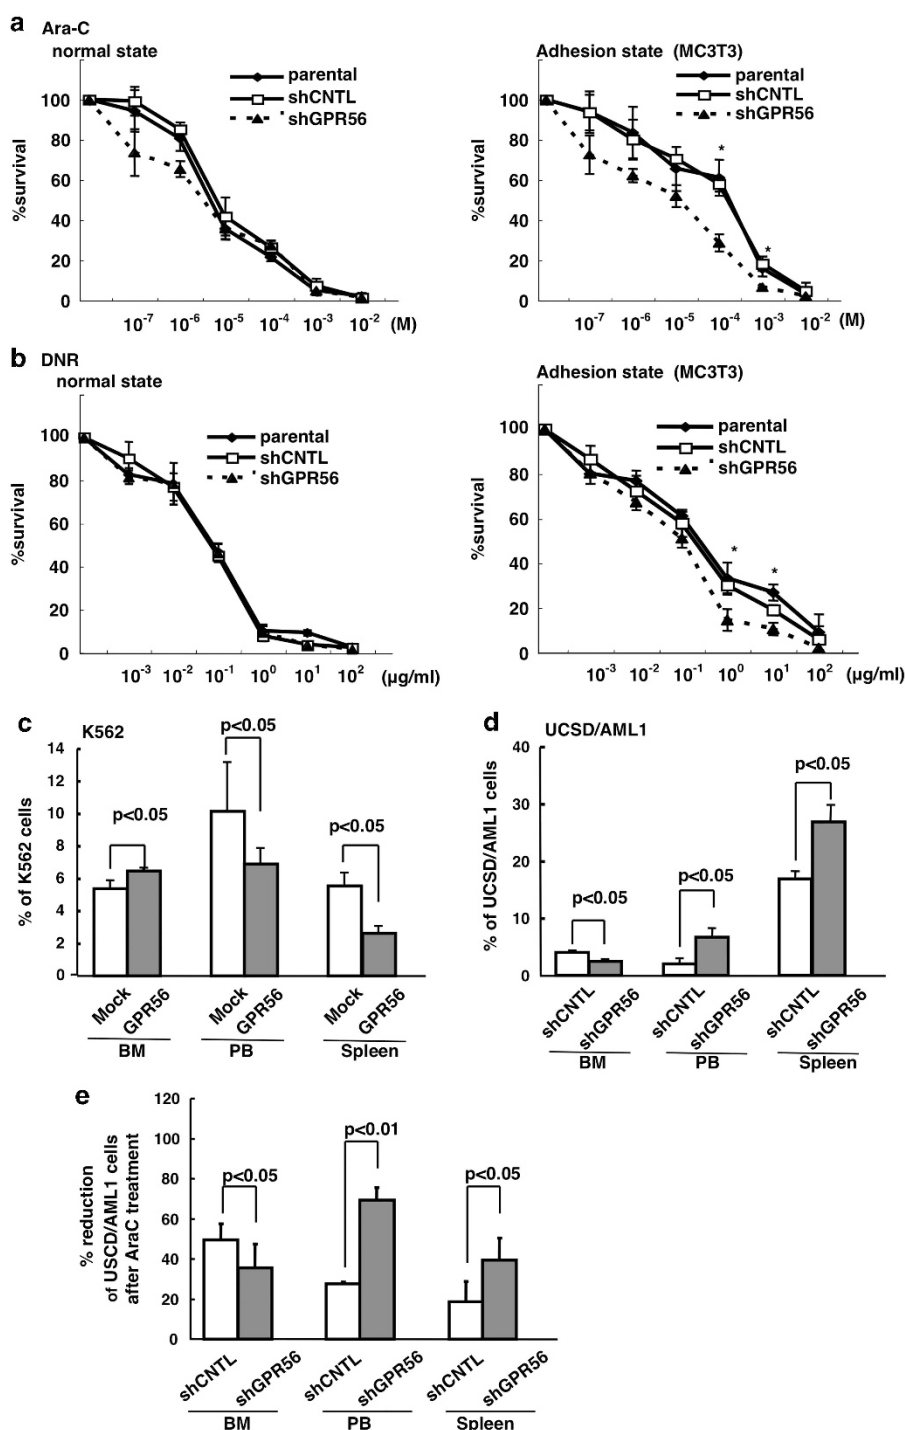 a Ara-C
normal state
parental
shCNTL
shGPR56
%survival
100
80
60
40
20
0
10-7 10-6 10-5 10-4 10-3 10-2 (M)
Adhesion state (MC3T3)
parental
shCNTL
shGPR56
%survival
100
80
60
40
20
0
*
*
10-7 10-6 10-5 10-4 10-3 10-2 (M)
b DNR
normal state
parental
shCNTL
shGPR56
%survival
100
80
60
40
20
0
10-3 10-2 10-1 100 101 102 (µg/ml)
Adhesion state (MC3T3)
parental
shCNTL
shGPR56
%survival
100
80
60
40
20
0
*
*
10-3 10-2 10-1 100 101 102 (µg/ml)
c K562
% of K562 cells
14
12
10
8
6
4
2
0
p<0.05
p<0.05
p<0.05
Mock GPR56 Mock GPR56 Mock GPR56
BM PB Spleen
d UCSD/AML1
% of UCSD/AML1 cells
40
30
20
10
0
p<0.05
p<0.05
p<0.05
shCNTL shGPR56 shCNTL shGPR56 shCNTL shGPR56
BM PB Spleen
e
% reduction
of USCD/AML1 cells
after AraC treatment
120
100
80
60
40
20
0
p<0.05
p<0.01
p<0.05
shCNTL shGPR56 shCNTL shGPR56 shCNTL shGPR56
BM PB Spleen